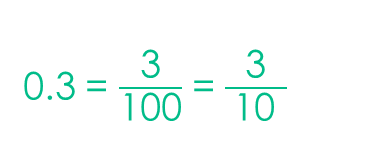 0.3 = 3/100 = 3/10